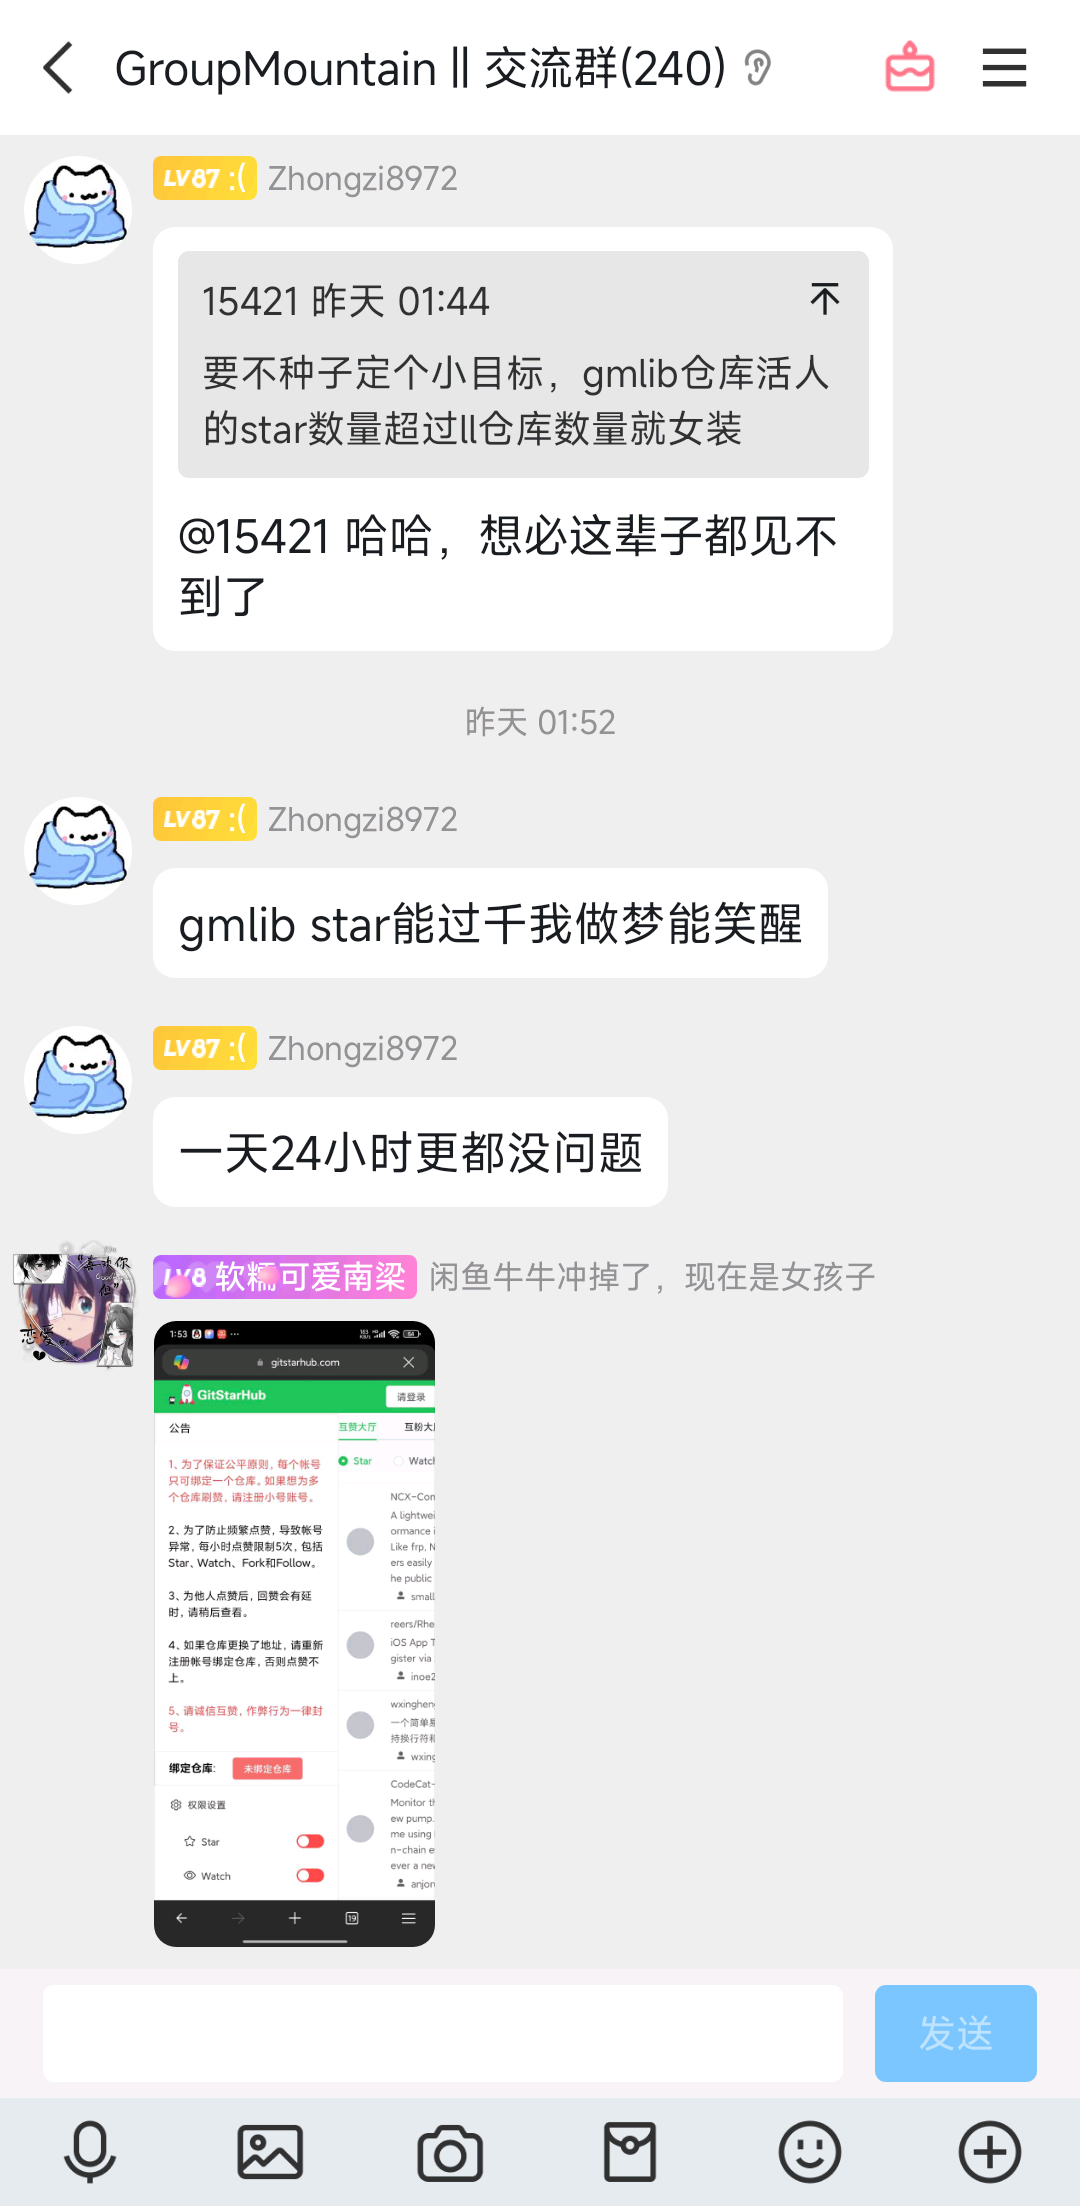 GroupMountain || 交流群(240)
LV87 :( Zhongzi8972
15421 昨天 01:44
要不种子定个小目标，gmlib仓库活人
的star数量超过ll仓库数量就女装
@15421 哈哈，想必这辈子都见不
到了
昨天 01:52
LV87 :( Zhongzi8972
gmlib star能过千我做梦能笑醒
LV87 :( Zhongzi8972
一天24小时更都没问题
LV8 软糯可爱南梁 闲鱼牛牛冲掉了，现在是女孩子
1:53
gitstarhub.com
GitStarHub
请登录
公告
互赞大厅
互粉大
1、为了保证公平原则，每个帐号
只可绑定一个仓库。如果想为多
个仓库刷赞，请注册小号账号。
2、为了防止频繁点赞，导致帐号
异常，每小时点赞限制5次，包括
Star、Watch、Fork和Follow。
3、为他人点赞后，回赞会有延
时，请稍后查看。
4、如果仓库更换了地址，请重新
注册帐号绑定仓库，否则点赞不
上。
5、请诚信互赞，作弊行为一律封
号。
绑定仓库:
未绑定仓库
权限设置
Star
Watch
Star
Watch
NCX-Con
A lightwei
ormance i
Like frp, N
ers easily
he public
small
reers/Rhe
iOS App T
gister via
inoe2
wxingheng
一个简单易
持换行符和
wxing
CodeCat-
Monitor th
ew pump.
me using
n-chain e
ever a new
anjor
19
发送